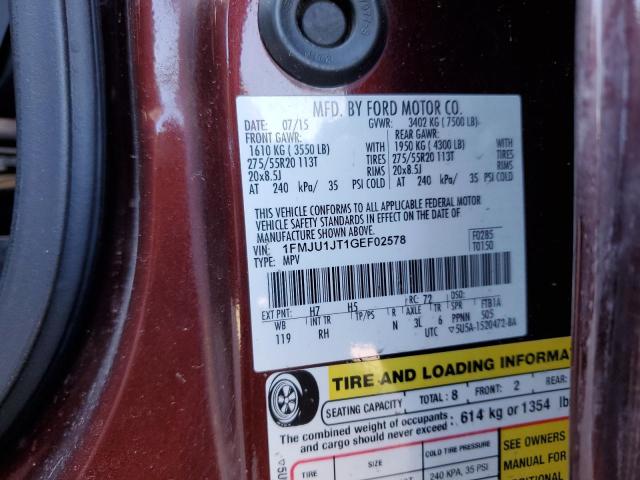 MFD. BY FORD MOTOR CO.
DATE: 07/15 GVWR: 3402 KG ( 7500 LB)
FRONT GAWR: REAR GAWR:
1610 KG ( 3550 LB) WITH 1950 KG ( 4300 LB) WITH
275/55R20 113T TIRES 275/55R20 113T TIRES
20x8.5J RIMS 20x8.5J RIMS
AT 240 kPa/ 35 PSI COLD AT 240 kPa/ 35 PSI COLD
THIS VEHICLE CONFORMS TO ALL APPLICABLE FEDERAL MOTOR
VEHICLE SAFETY STANDARDS IN EFFECT ON THE DATE OF
MANUFACTURE SHOWN ABOVE.
VIN: 1FMJU1JT1GEF02578 F0285
TYPE: MPV T0150
EXT PNT: H7 H5 RC: 72 DSO: FTB1A
WB INT TR TP/PS R AXLE TR SPR
119 RH N 3L 6 PPNN 505
UTC 5U5A-1520472-BA
TIRE AND LOADING INFORMA
SEATING CAPACITY TOTAL: 8 FRONT: 2 REAR:
The combined weight of occupants
and cargo should never exceed: 614 kg or 1354 lb
TIRE SIZE COLD TIRE PRESSURE SEE OWNERS
240 KPA, 35 PSI MANUAL FOR